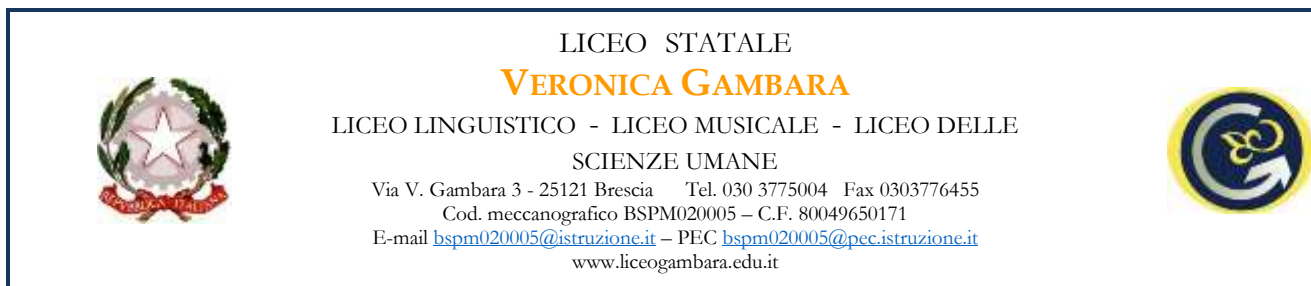 LICEO STATALE
VERONICA GAMBARA
LICEO LINGUISTICO - LICEO MUSICALE - LICEO DELLE
SCIENZE UMANE
Via V. Gambara 3 - 25121 Brescia Tel. 030 3775004 Fax 0303776455
Cod. meccanografico BSPM020005 – C.F. 80049650171
E-mail bspm020005@istruzione.it – PEC bspm020005@pec.istruzione.it
www.liceogambara.edu.it
REPVBBLICA ITALIANA